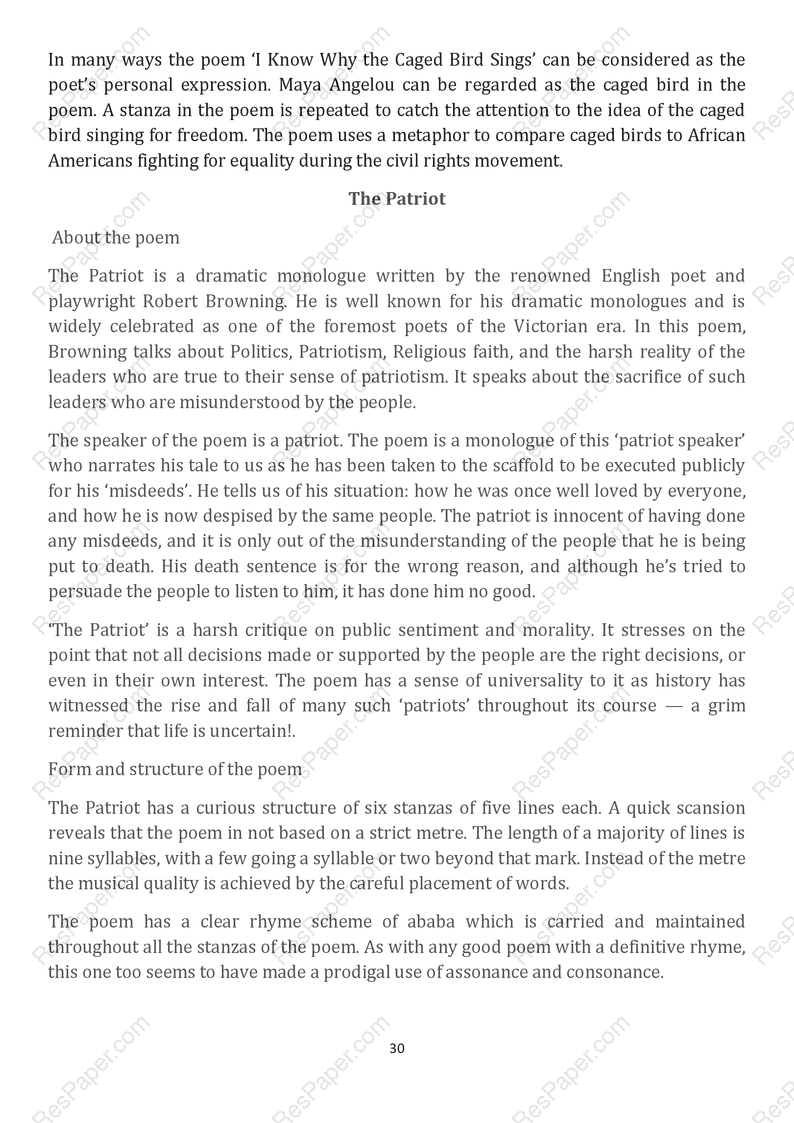 In many ways the poem ‘I Know Why the Caged Bird Sings’ can be considered as the
poet’s personal expression. Maya Angelou can be regarded as the caged bird in the
poem. A stanza in the poem is repeated to catch the attention to the idea of the caged
bird singing for freedom. The poem uses a metaphor to compare caged birds to African
Americans fighting for equality during the civil rights movement.
The Patriot
About the poem
The Patriot is a dramatic monologue written by the renowned English poet and
playwright Robert Browning. He is well known for his dramatic monologues and is
widely celebrated as one of the foremost poets of the Victorian era. In this poem,
Browning talks about Politics, Patriotism, Religious faith, and the harsh reality of the
leaders who are true to their sense of patriotism. It speaks about the sacrifice of such
leaders who are misunderstood by the people.
The speaker of the poem is a patriot. The poem is a monologue of this ‘patriot speaker’
who narrates his tale to us as he has been taken to the scaffold to be executed publicly
for his ‘misdeeds’. He tells us of his situation: how he was once well loved by everyone,
and how he is now despised by the same people. The patriot is innocent of having done
any misdeeds, and it is only out of the misunderstanding of the people that he is being
put to death. His death sentence is for the wrong reason, and although he’s tried to
persuade the people to listen to him, it has done him no good.
‘The Patriot’ is a harsh critique on public sentiment and morality. It stresses on the
point that not all decisions made or supported by the people are the right decisions, or
even in their own interest. The poem has a sense of universality to it as history has
witnessed the rise and fall of many such ‘patriots’ throughout its course — a grim
reminder that life is uncertain!.
Form and structure of the poem
The Patriot has a curious structure of six stanzas of five lines each. A quick scansion
reveals that the poem in not based on a strict metre. The length of a majority of lines is
nine syllables, with a few going a syllable or two beyond that mark. Instead of the metre
the musical quality is achieved by the careful placement of words.
The poem has a clear rhyme scheme of ababa which is carried and maintained
throughout all the stanzas of the poem. As with any good poem with a definitive rhyme,
this one too seems to have made a prodigal use of assonance and consonance.
30